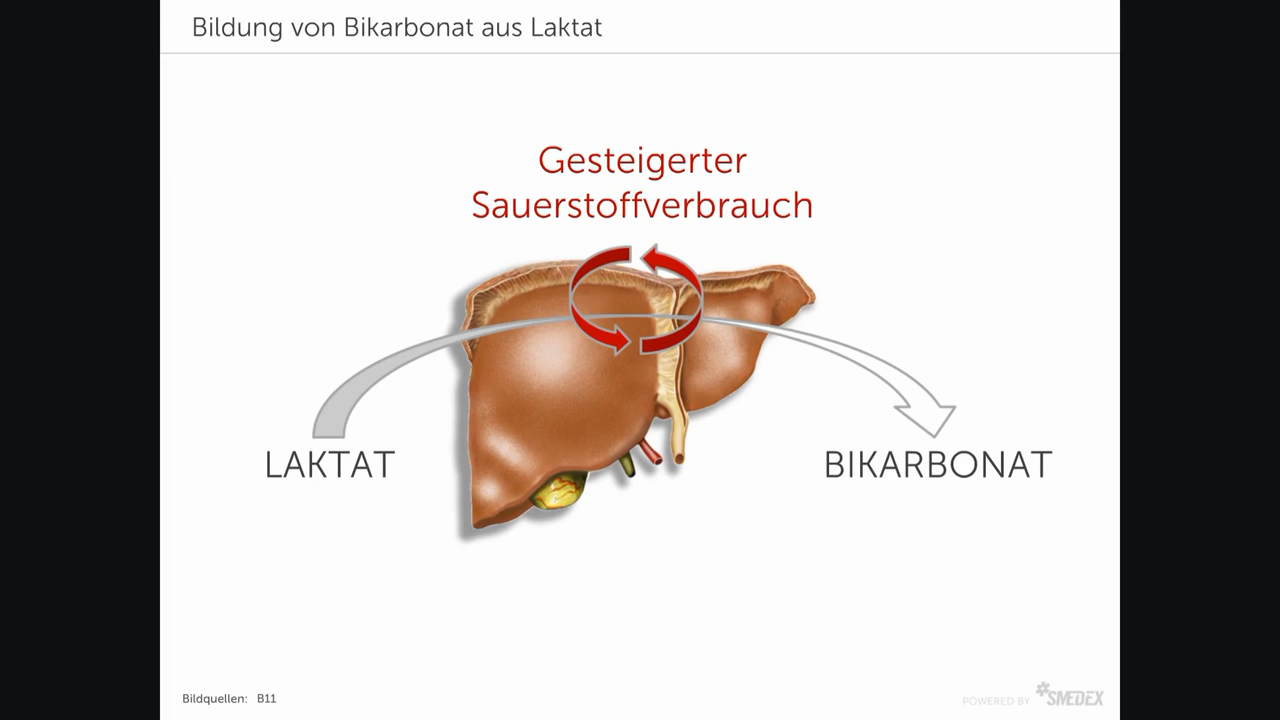 Bildung von Bikarbonat aus Laktat
Gesteigerter
Sauerstoffverbrauch
LAKTAT
BIKARBONAT
Bildquellen: B11
POWERED BY SMEDEX